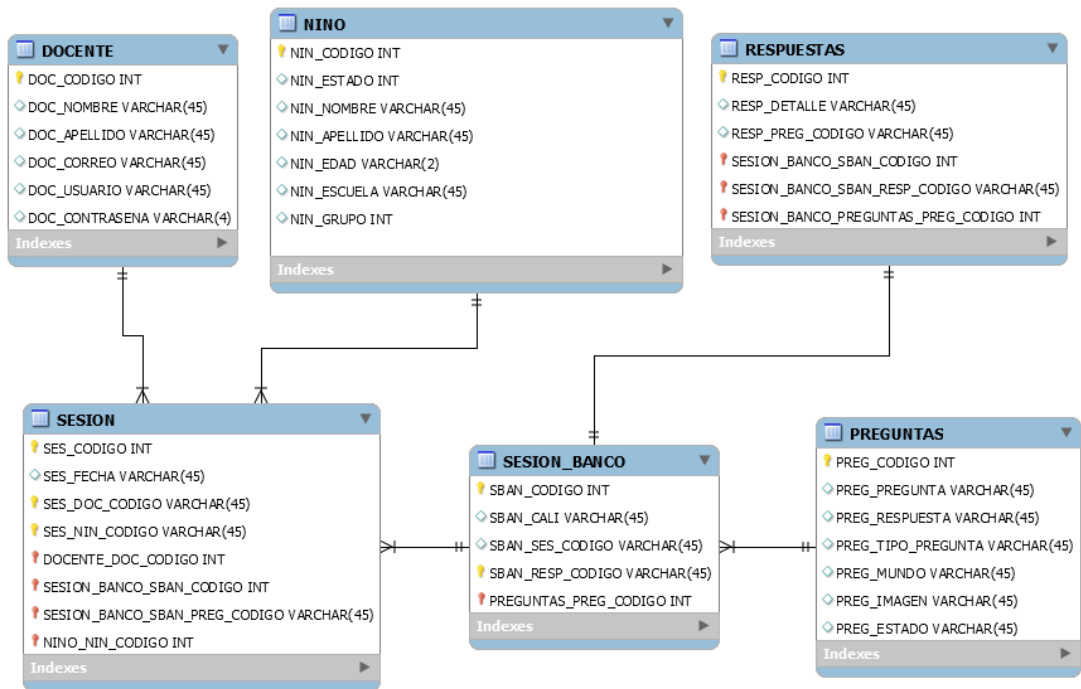 DOCENTE
DOC_CODIGO INT
DOC_NOMBRE VARCHAR(45)
DOC_APELLIDO VARCHAR(45)
DOC_CORREO VARCHAR(45)
DOC_USUARIO VARCHAR(45)
DOC_CONTRASENA VARCHAR(4)
Indexes
NINO
NIN_CODIGO INT
NIN_ESTADO INT
NIN_NOMBRE VARCHAR(45)
NIN_APELLIDO VARCHAR(45)
NIN_EDAD VARCHAR(2)
NIN_ESCUELA VARCHAR(45)
NIN_GRUPO INT
Indexes
RESPUESTAS
RESP_CODIGO INT
RESP_DETALLE VARCHAR(45)
RESP_PREG_CODIGO VARCHAR(45)
SESION_BANCO_SBAN_CODIGO INT
SESION_BANCO_SBAN_RESP_CODIGO VARCHAR(45)
SESION_BANCO_PREGUNTAS_PREG_CODIGO INT
Indexes
SESION
SES_CODIGO INT
SES_FECHA VARCHAR(45)
SES_DOC_CODIGO VARCHAR(45)
SES_NIN_CODIGO VARCHAR(45)
DOCENTE_DOC_CODIGO INT
SESION_BANCO_SBAN_CODIGO INT
SESION_BANCO_SBAN_PREG_CODIGO VARCHAR(45)
NINO_NIN_CODIGO INT
Indexes
SESION_BANCO
SBAN_CODIGO INT
SBAN_CALI VARCHAR(45)
SBAN_SES_CODIGO VARCHAR(45)
SBAN_RESP_CODIGO VARCHAR(45)
PREGUNTAS_PREG_CODIGO INT
Indexes
PREGUNTAS
PREG_CODIGO INT
PREG_PREGUNTA VARCHAR(45)
PREG_RESPUESTA VARCHAR(45)
PREG_TIPO_PREGUNTA VARCHAR(45)
PREG_MUNDO VARCHAR(45)
PREG_IMAGEN VARCHAR(45)
PREG_ESTADO VARCHAR(45)
Indexes